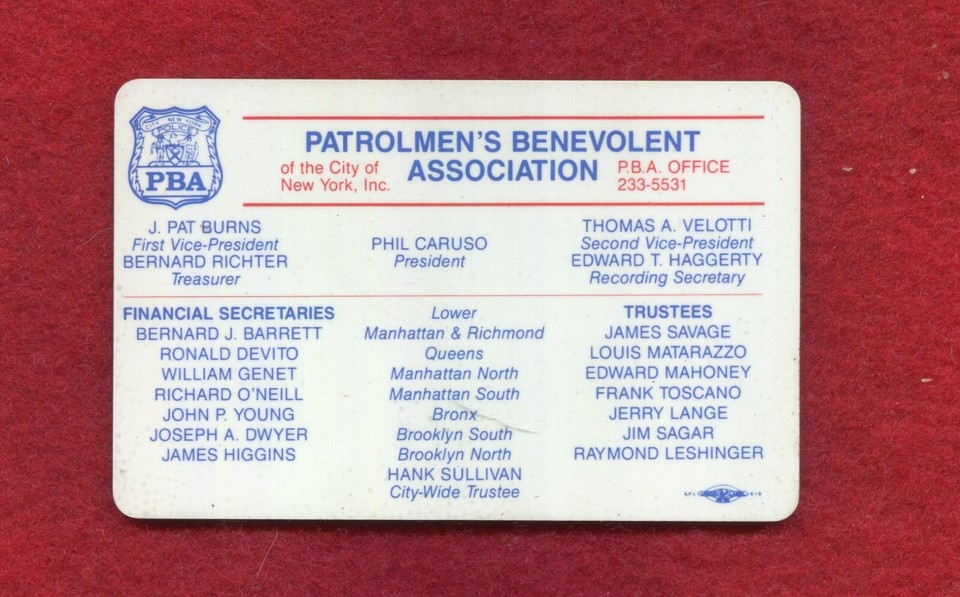 CITY NEW YORK
POLICE
PBA
PATROLMEN'S BENEVOLENT
ASSOCIATION
of the City of
New York, Inc.
P.B.A. OFFICE
233-5531
J. PAT BURNS
First Vice-President
BERNARD RICHTER
Treasurer
PHIL CARUSO
President
THOMAS A. VELOTTI
Second Vice-President
EDWARD T. HAGGERTY
Recording Secretary
FINANCIAL SECRETARIES Lower TRUSTEES
BERNARD J. BARRETT Manhattan & Richmond JAMES SAVAGE
RONALD DEVITO Queens LOUIS MATARAZZO
WILLIAM GENET Manhattan North EDWARD MAHONEY
RICHARD O'NEILL Manhattan South FRANK TOSCANO
JOHN P. YOUNG Bronx JERRY LANGE
JOSEPH A. DWYER Brooklyn South JIM SAGAR
JAMES HIGGINS Brooklyn North RAYMOND LESHINGER
HANK SULLIVAN
City-Wide Trustee